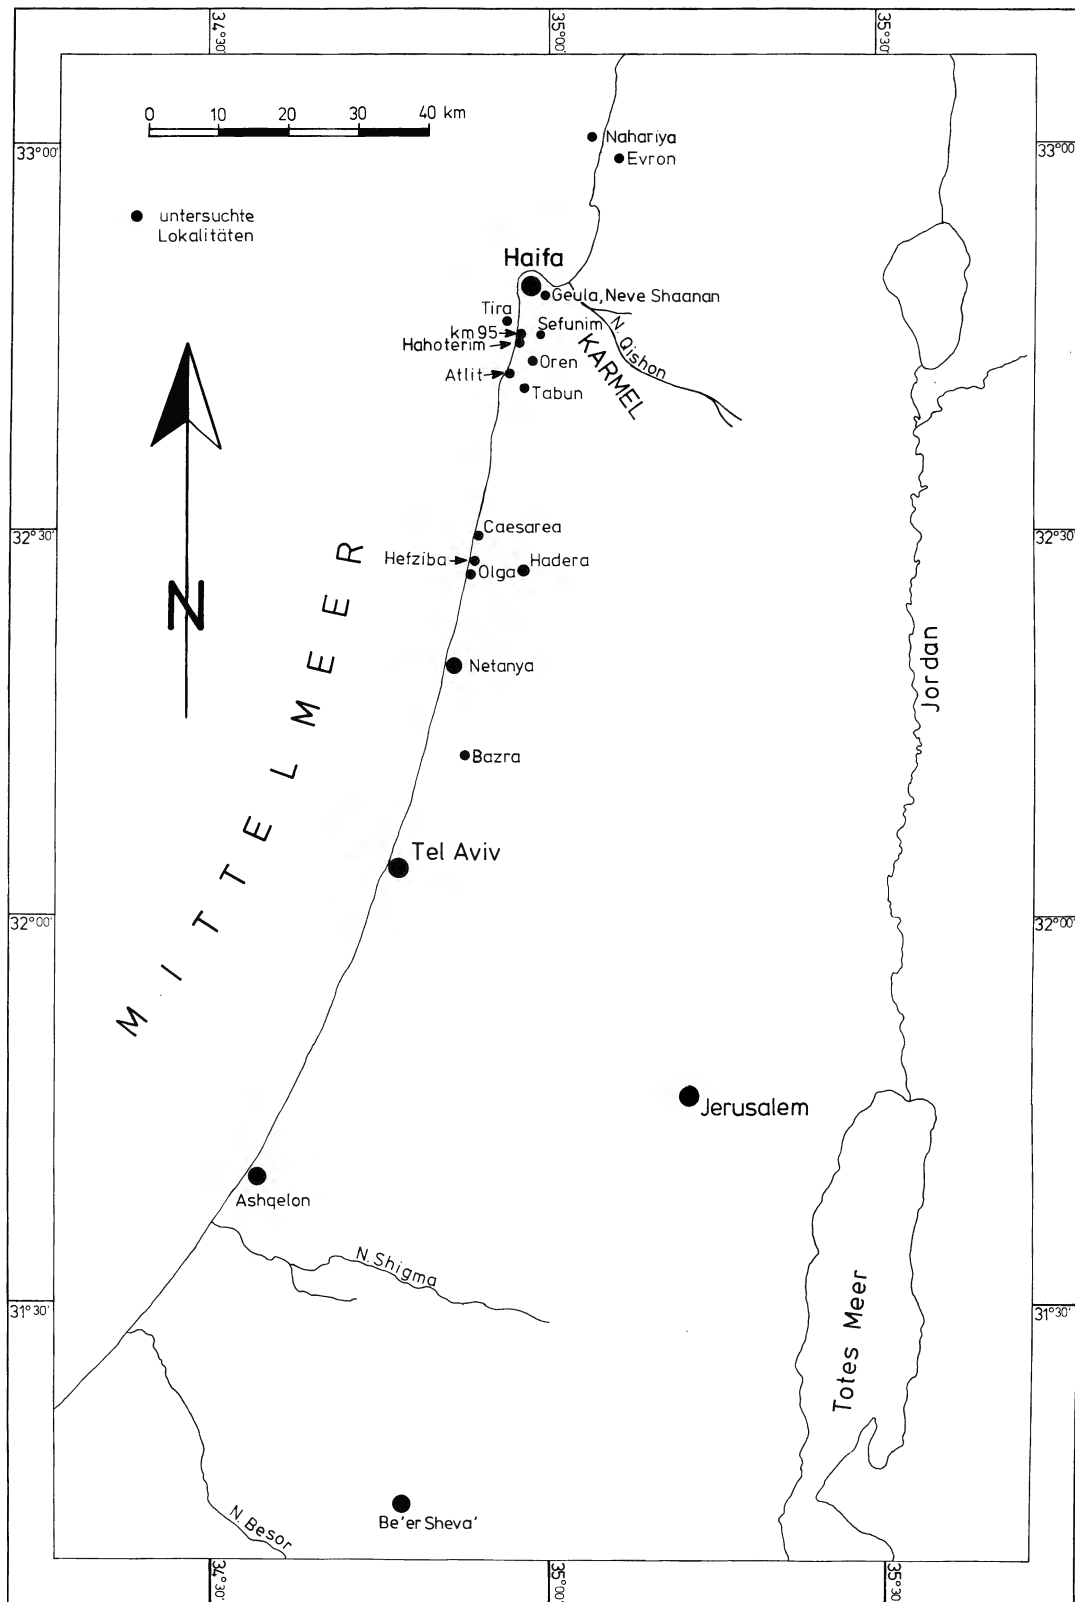 34°30'
35°00'
35°30'
0 10 20 30 40 km
33°00'
33°00'
Nahariya
Evron
untersuchte
Lokalitäten
Haifa
Geula, Neve Shaanan
Tira
km 95
Sefunim
Hahoterim
N. Qishon
KARMEL
Oren
Atlit
Tabun
32°30'
32°30'
Caesarea
Hefziba
Hadera
Olga
N
MITTELMEER
Netanya
Jordan
Bazra
Tel Aviv
32°00'
32°00'
Jerusalem
Ashqelon
N. Shigma
31°30'
31°30'
Totes Meer
Be'er Sheva'
N. Besor
34°30'
35°00'
35°30'